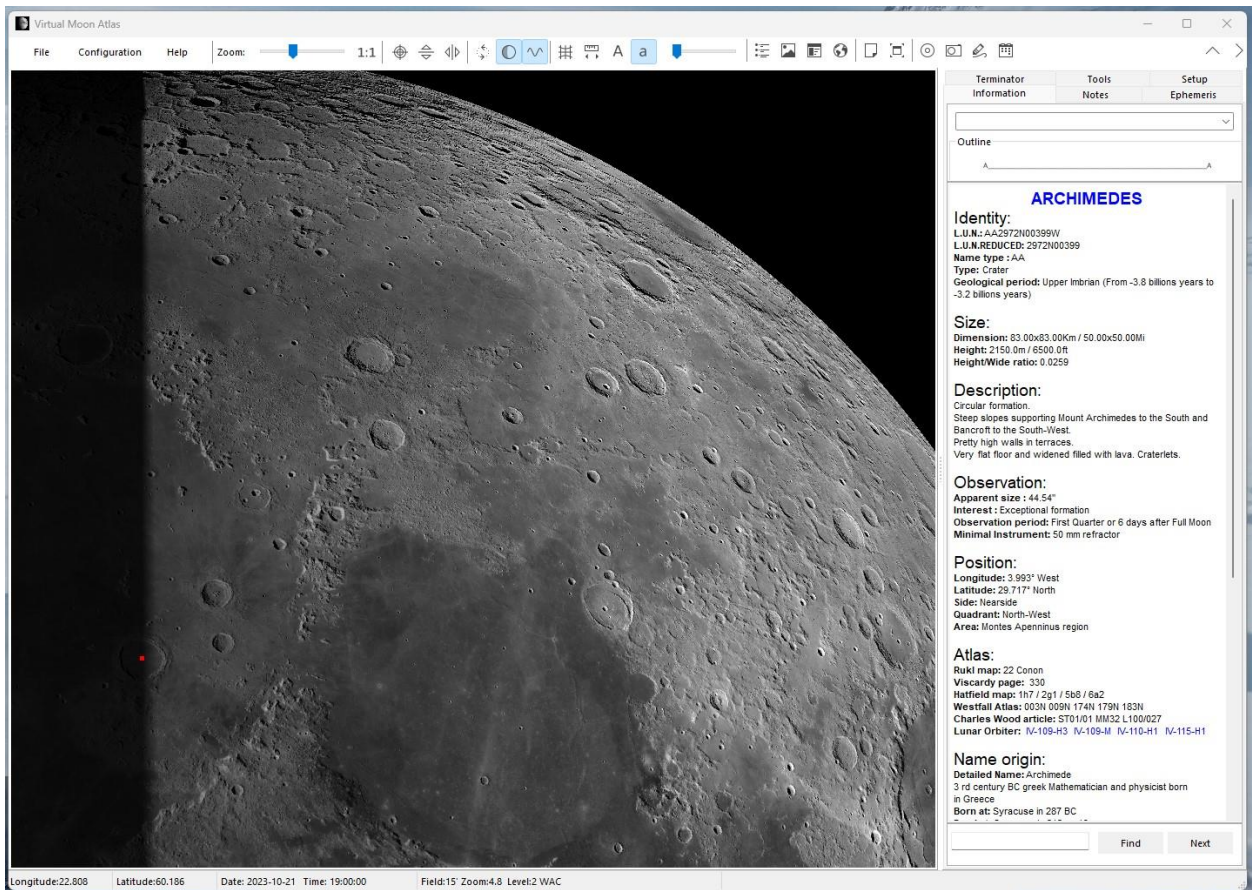 Virtual Moon Atlas
File Configuration Help Zoom: 1:1 A a
Terminator Tools Setup
Information Notes Ephemeris
Outline
A A
ARCHIMEDES
Identity:
L.U.N.: AA2972N00399W
L.U.N.REDUCED: 2972N00399
Name type : AA
Type: Crater
Geological period: Upper Imbrian (From -3.8 billions years to
-3.2 billions years)
Size:
Dimension: 83.00x83.00Km / 50.00x50.00Mi
Height: 2150.0m / 6500.0ft
Height/Wide ratio: 0.0259
Description:
Circular formation.
Steep slopes supporting Mount Archimedes to the South and
Bancroft to the South-West.
Pretty high walls in terraces.
Very flat floor and widened filled with lava. Craterlets.
Observation:
Apparent size : 44.54"
Interest : Exceptional formation
Observation period: First Quarter or 6 days after Full Moon
Minimal Instrument: 50 mm refractor
Position:
Longitude: 3.993° West
Latitude: 29.717° North
Side: Nearside
Quadrant: North-West
Area: Montes Apenninus region
Atlas:
Rukl map: 22 Conon
Viscardy page: 330
Hatfield map: 1h7 / 2g1 / 5b8 / 6a2
Westfall Atlas: 003N 009N 174N 179N 183N
Charles Wood article: ST01/01 MM32 L100/027
Lunar Orbiter: IV-109-H3 IV-109-M IV-110-H1 IV-115-H1
Name origin:
Detailed Name: Archimede
3 rd century BC greek Mathematician and physicist born
in Greece
Born at: Syracuse in 287 BC
Find Next
Longitude:22.808 Latitude:60.186 Date: 2023-10-21 Time: 19:00:00 Field:15' Zoom:4.8 Level:2 WAC